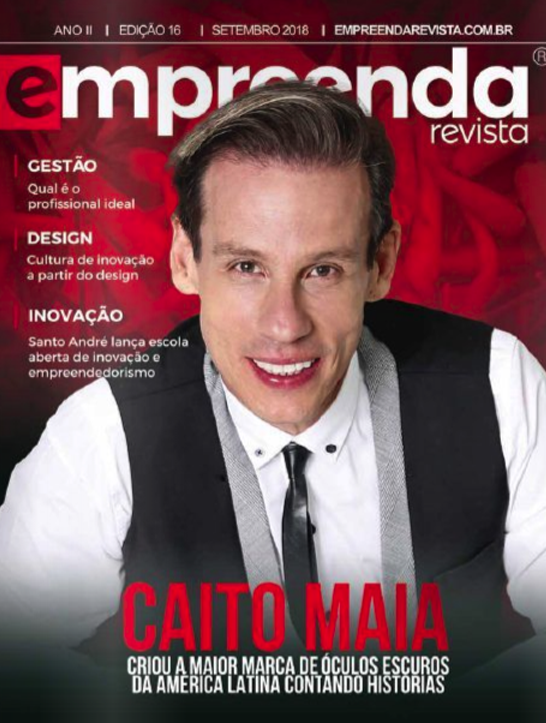 ANO II | EDIÇÃO 16 | SETEMBRO 2018 | EMPREENDAREVISTA.COM.BR
empreenda®
revista
GESTÃO
Qual é o
profissional ideal
DESIGN
Cultura de inovação
a partir do design
INOVAÇÃO
Santo André lança escola
aberta de inovação e
empreendedorismo
CAITO MAIA
CRIOU A MAIOR MARCA DE ÓCULOS ESCUROS
DA AMÉRICA LATINA CONTANDO HISTÓRIAS